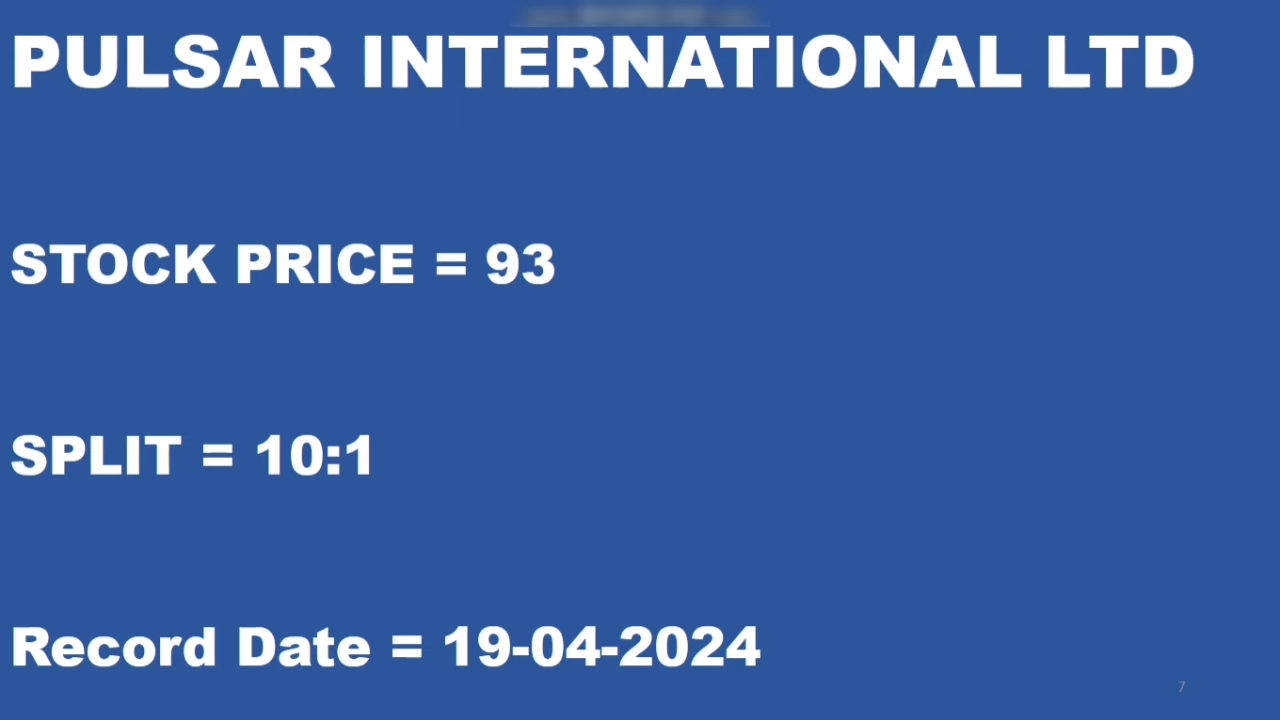 PULSAR INTERNATIONAL LTD
STOCK PRICE = 93
SPLIT = 10:1
Record Date = 19-04-2024
7